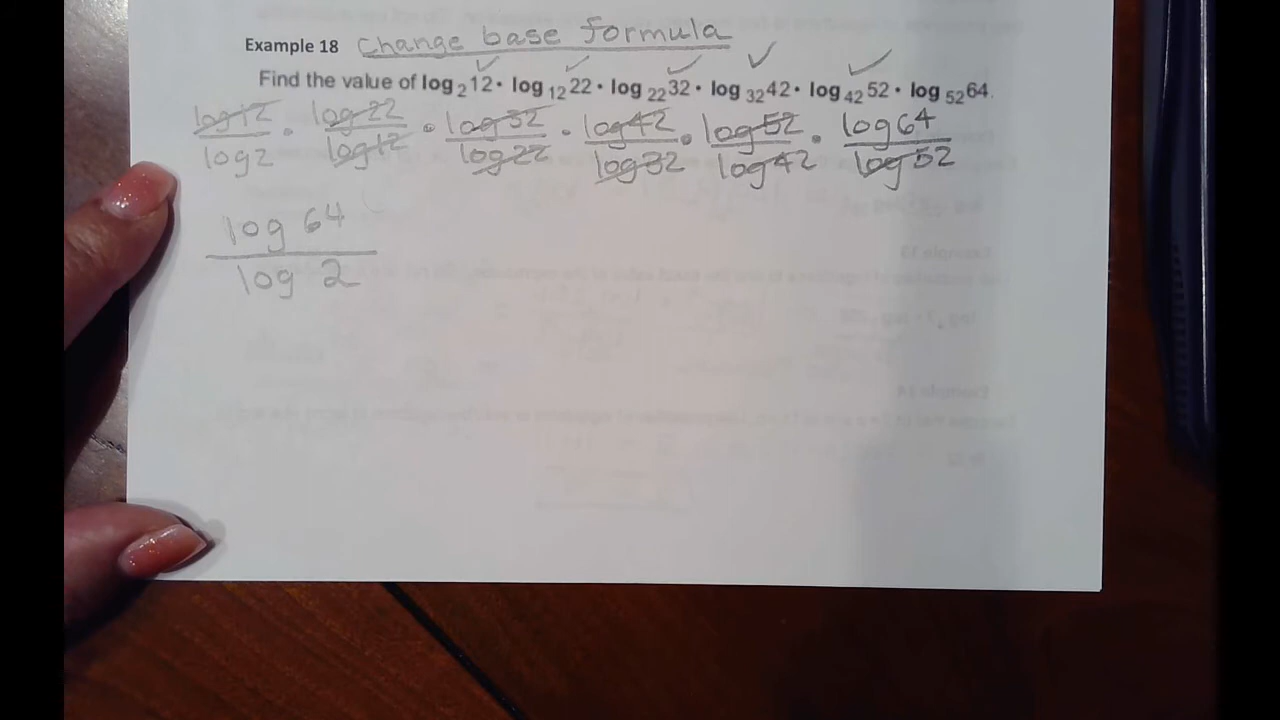 Example 18 Change base formula
Find the value of log₂12 • log₁₂22 • log₂₂32 • log₃₂42 • log₄₂52 • log₅₂64.
log 12 / log 2 • log 22 / log 12 • log 32 / log 22 • log 42 / log 32 • log 52 / log 42 • log 64 / log 52
log 64
log 2